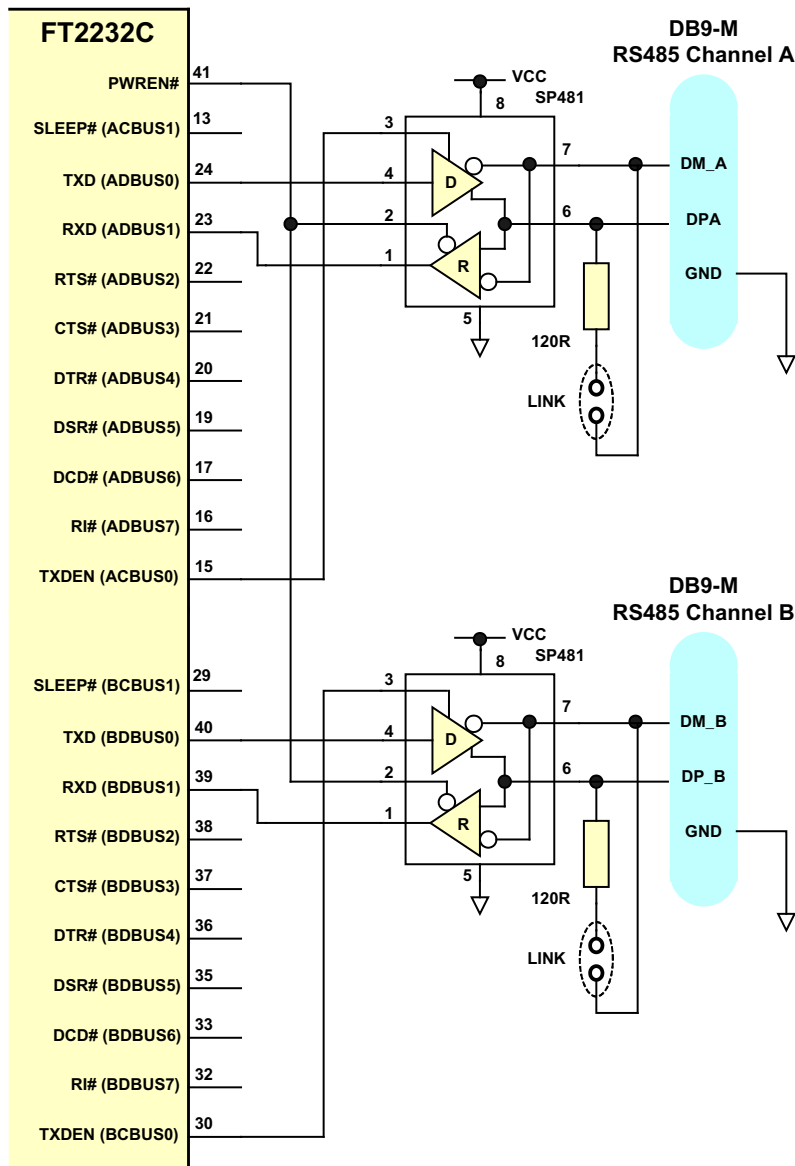 FT2232C
PWREN#
41
SLEEP# (ACBUS1)
13
TXD (ADBUS0)
24
RXD (ADBUS1)
23
RTS# (ADBUS2)
22
CTS# (ADBUS3)
21
DTR# (ADBUS4)
20
DSR# (ADBUS5)
19
DCD# (ADBUS6)
17
RI# (ADBUS7)
16
TXDEN (ACBUS0)
15
SLEEP# (BCBUS1)
29
TXD (BDBUS0)
40
RXD (BDBUS1)
39
RTS# (BDBUS2)
38
CTS# (BDBUS3)
37
DTR# (BDBUS4)
36
DSR# (BDBUS5)
35
DCD# (BDBUS6)
33
RI# (BDBUS7)
32
TXDEN (BCBUS0)
30
VCC
SP481
8
3
4
2
1
D
R
7
6
5
120R
LINK
DB9-M
RS485 Channel A
DM_A
DPA
GND
VCC
SP481
8
3
4
2
1
D
R
7
6
5
120R
LINK
DB9-M
RS485 Channel B
DM_B
DP_B
GND